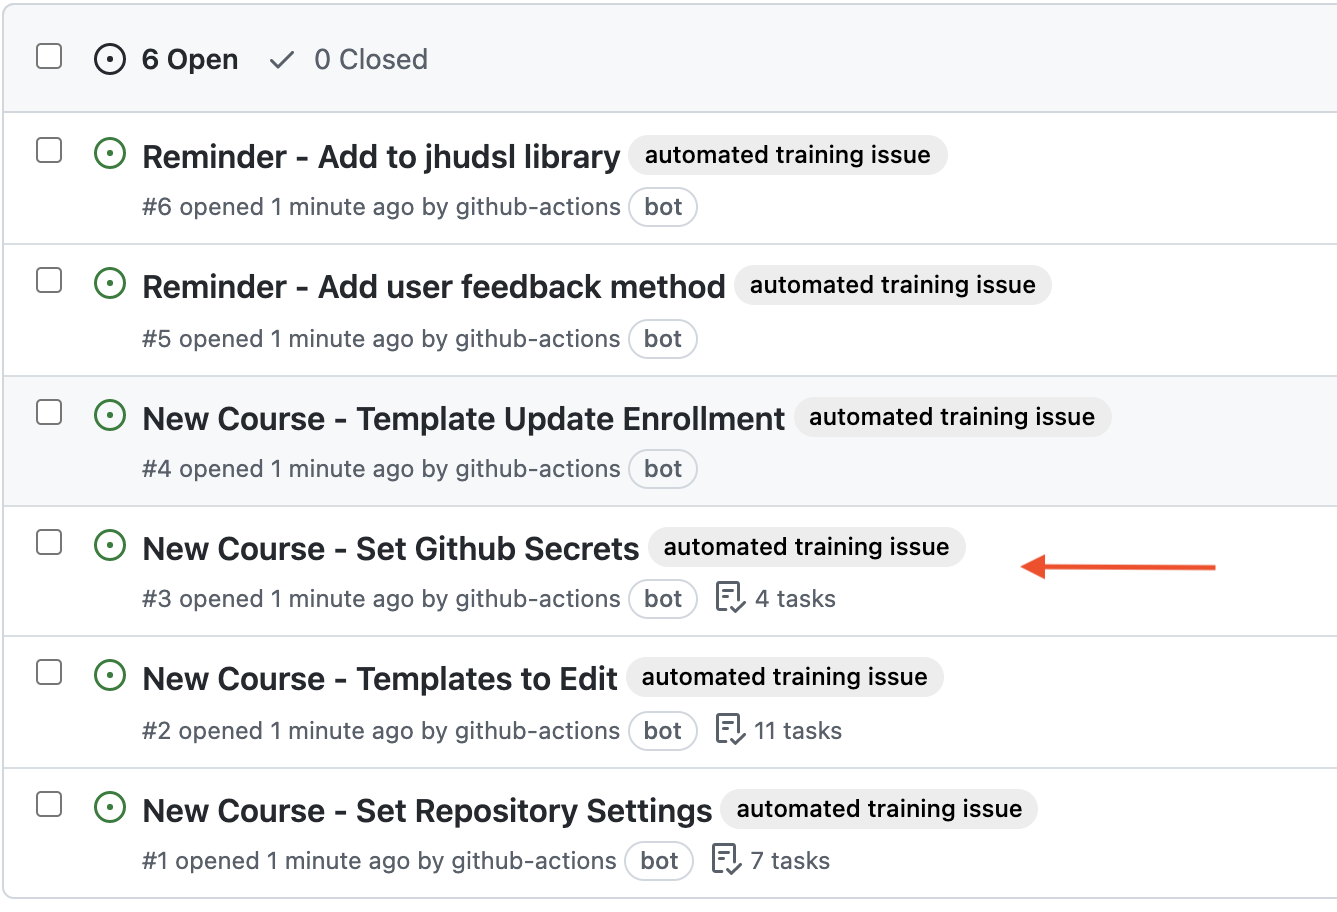 6 Open 0 Closed
Reminder - Add to jhudsl library automated training issue
#6 opened 1 minute ago by github-actions bot
Reminder - Add user feedback method automated training issue
#5 opened 1 minute ago by github-actions bot
New Course - Template Update Enrollment automated training issue
#4 opened 1 minute ago by github-actions bot
New Course - Set Github Secrets automated training issue
#3 opened 1 minute ago by github-actions bot 4 tasks
New Course - Templates to Edit automated training issue
#2 opened 1 minute ago by github-actions bot 11 tasks
New Course - Set Repository Settings automated training issue
#1 opened 1 minute ago by github-actions bot 7 tasks